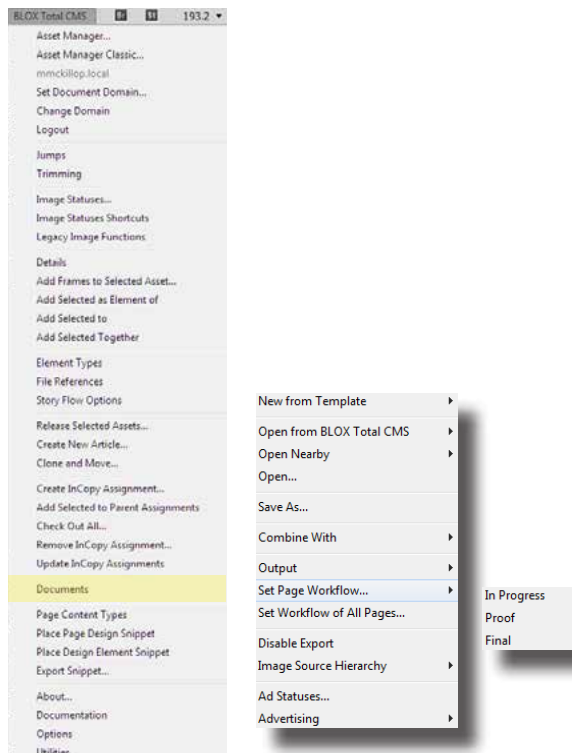 BLOX Total CMS Br St 193.2
Asset Manager...
Asset Manager Classic...
mmckillop.local
Set Document Domain...
Change Domain
Logout
Jumps
Trimming
Image Statuses...
Image Statuses Shortcuts
Legacy Image Functions
Details
Add Frames to Selected Asset...
Add Selected as Element of
Add Selected to
Add Selected Together
Element Types
File References
Story Flow Options
Release Selected Assets...
Create New Article...
Clone and Move...
Create InCopy Assignment...
Add Selected to Parent Assignments
Check Out All...
Remove InCopy Assignment...
Update InCopy Assignments
Documents
Page Content Types
Place Page Design Snippet
Place Design Element Snippet
Export Snippet...
About...
Documentation
Options
Utilities
New from Template
Open from BLOX Total CMS
Open Nearby
Open...
Save As...
Combine With
Output
Set Page Workflow...
Set Workflow of All Pages...
Disable Export
Image Source Hierarchy
Ad Statuses...
Advertising
In Progress
Proof
Final